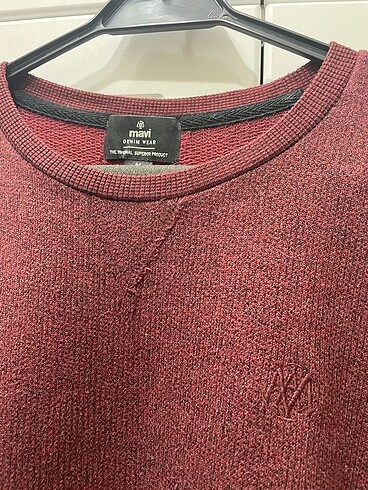 mavi
DENIM WEAR
THE ORIGINAL SUPERIOR PRODUCT